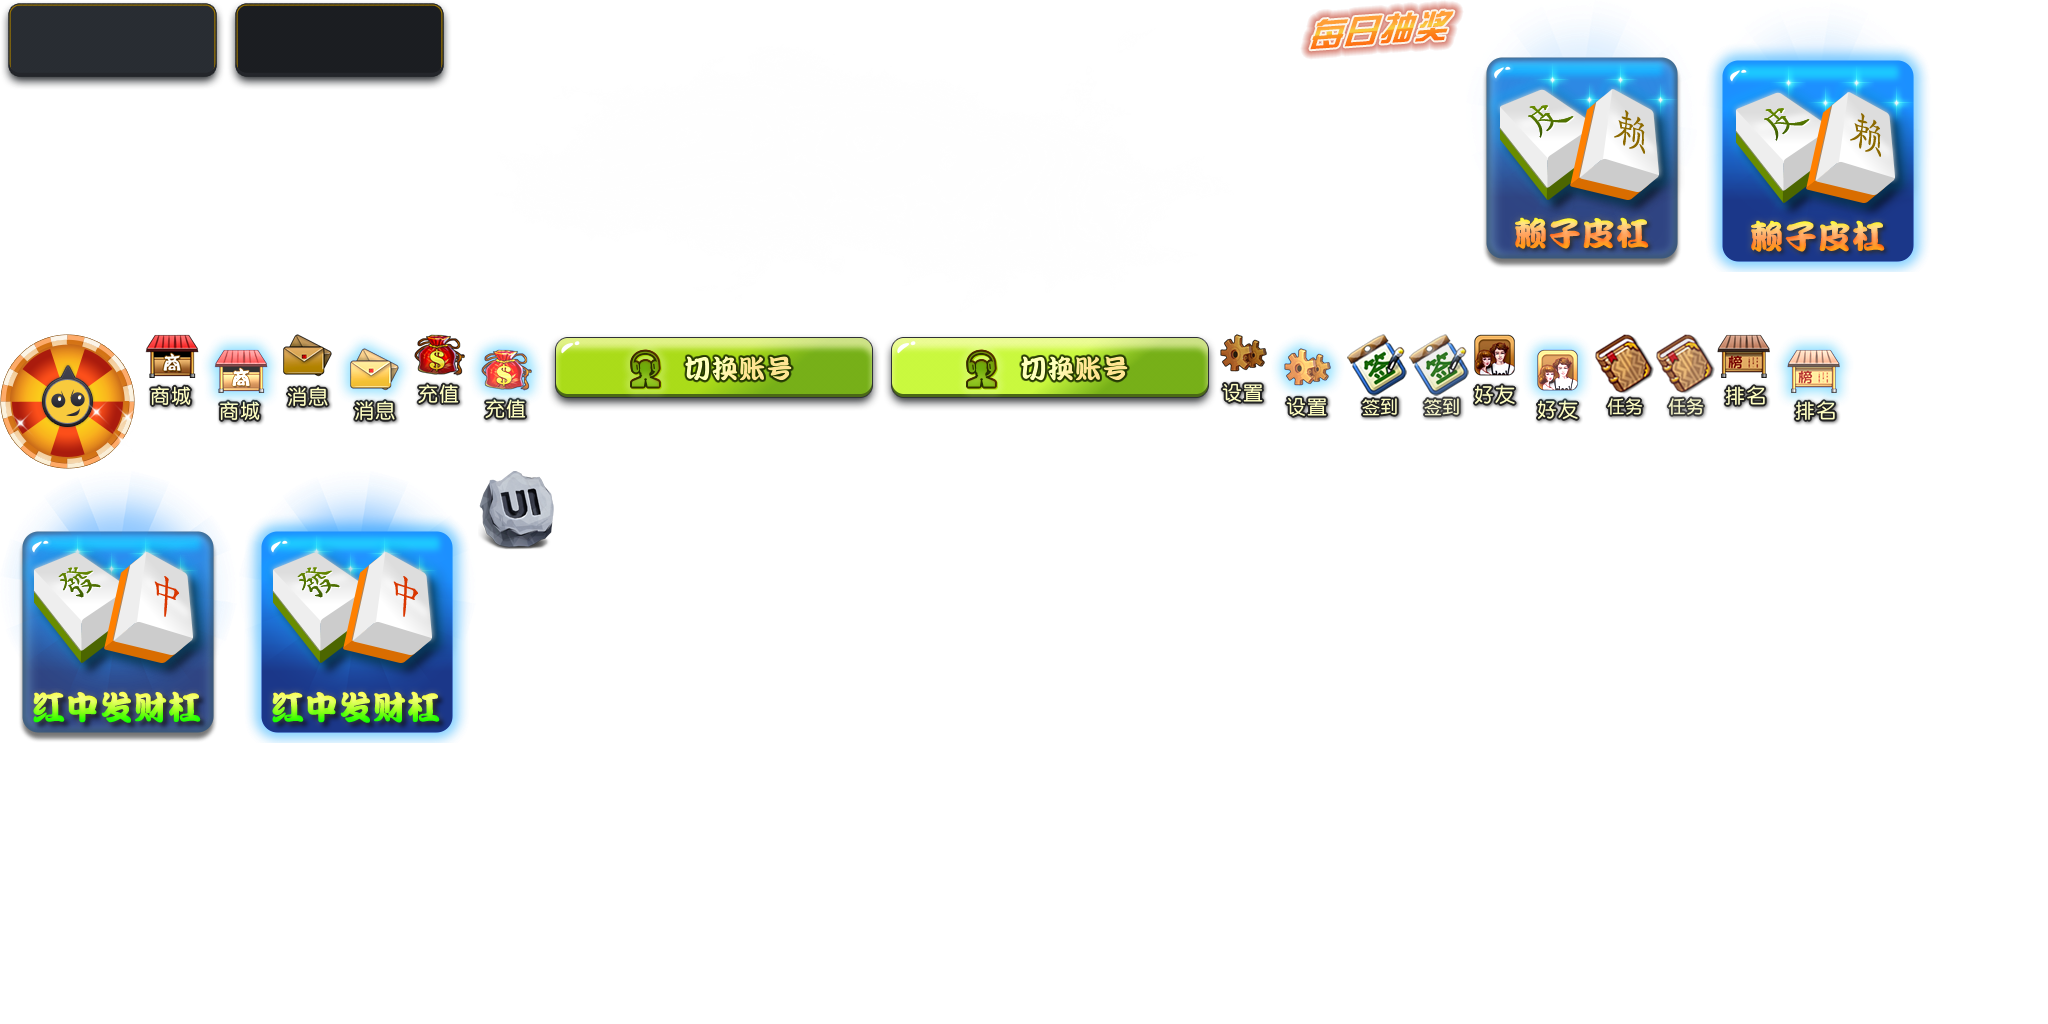 每日抽奖
皮 赖
赖子皮杠
皮 赖
赖子皮杠
商
商城
商
商城
消息
消息
$
充值
$
充值
切换账号
切换账号
设置
设置
签
签到
签
签到
好友
好友
任务
任务
榜
排名
榜
排名
UI
發 中
红中发财杠
發 中
红中发财杠